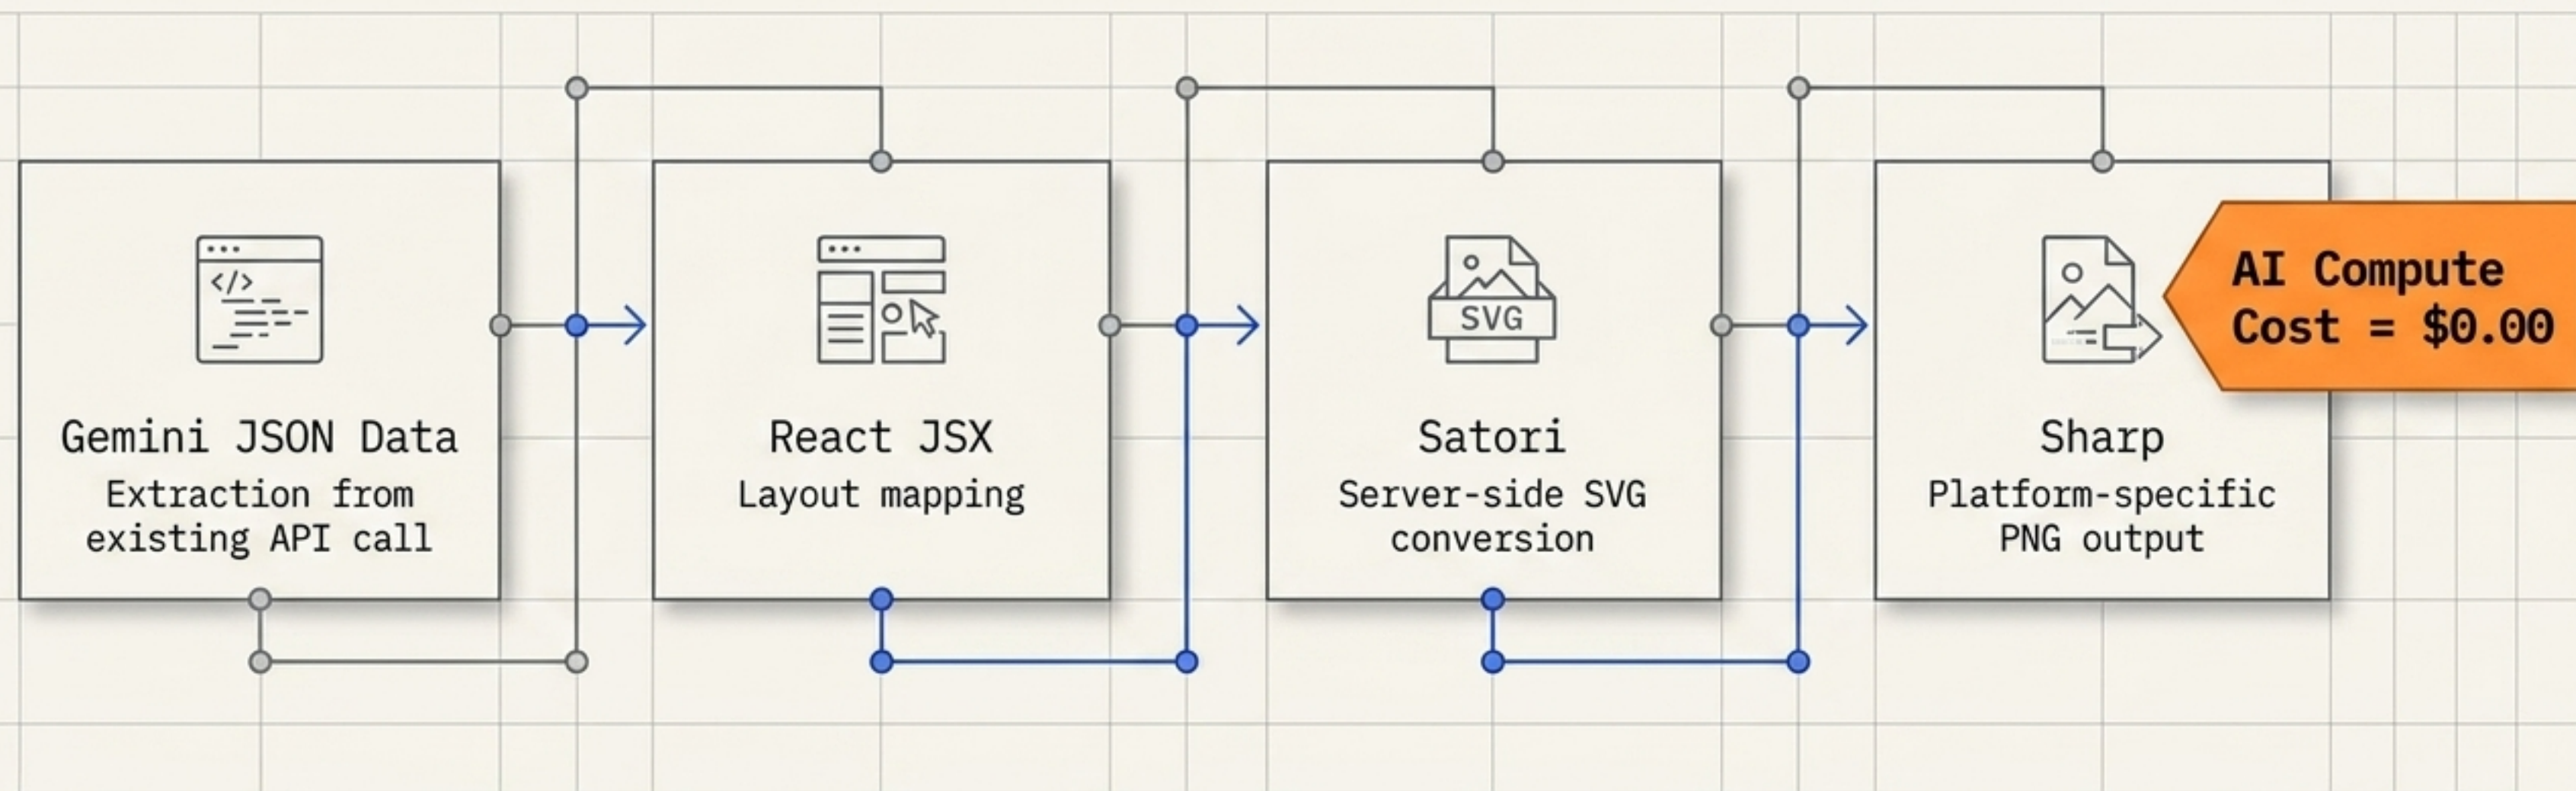 </>
Gemini JSON Data
Extraction from
existing API call
React JSX
Layout mapping
SVG
Satori
Server-side SVG
conversion
Sharp
Platform-specific
PNG output
AI Compute
Cost = $0.00